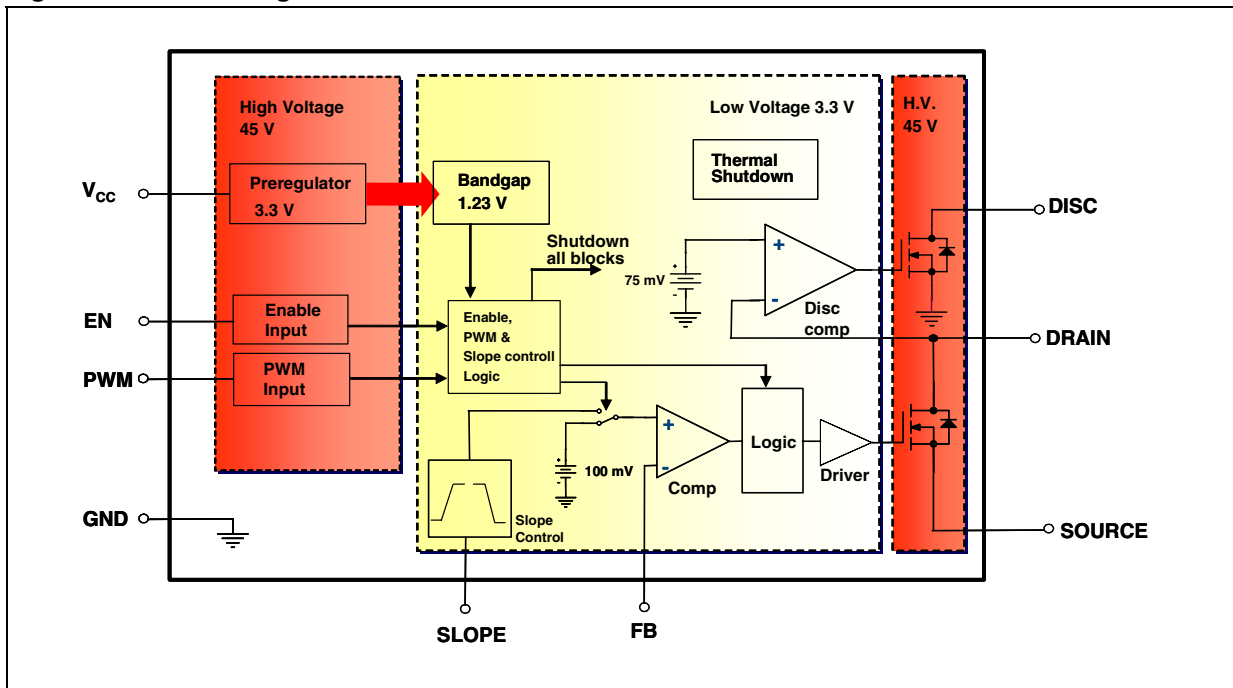 High Voltage
45 V
Low Voltage 3.3 V
H.V.
45 V
Thermal
Shutdown
VCC
Preregulator
3.3 V
Bandgap
1.23 V
DISC
Shutdown
all blocks
+
+
75 mV
-
-
Disc
comp
EN
Enable
Input
Enable,
PWM &
Slope controll
Logic
DRAIN
PWM
PWM
Input
+
+
-
100 mV
-
Comp
Logic
Driver
GND
Slope
Control
SOURCE
SLOPE
FB